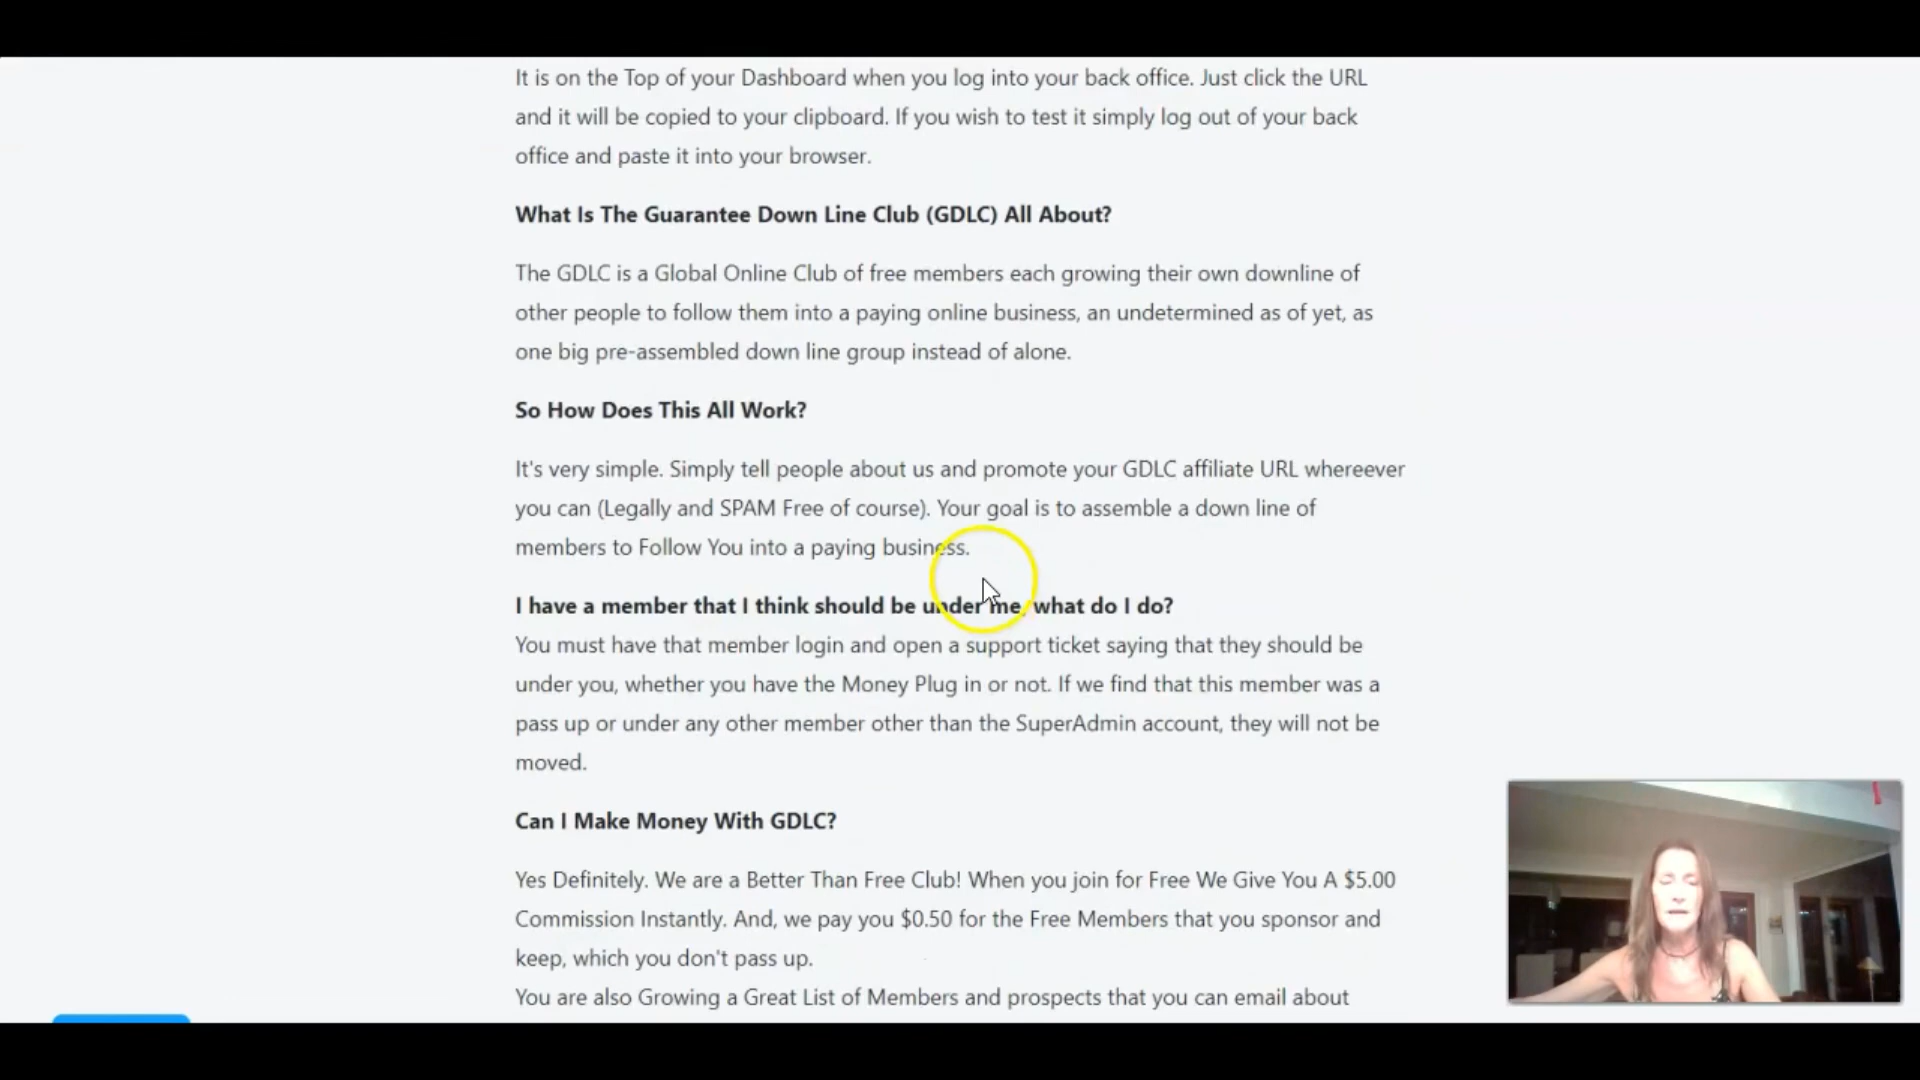 It is on the Top of your Dashboard when you log into your back office. Just click the URL
and it will be copied to your clipboard. If you wish to test it simply log out of your back
office and paste it into your browser.
What Is The Guarantee Down Line Club (GDLC) All About?
The GDLC is a Global Online Club of free members each growing their own downline of
other people to follow them into a paying online business, an undetermined as of yet, as
one big pre-assembled down line group instead of alone.
So How Does This All Work?
It's very simple. Simply tell people about us and promote your GDLC affiliate URL whereever
you can (Legally and SPAM Free of course). Your goal is to assemble a down line of
members to Follow You into a paying business.
I have a member that I think should be under me, what do I do?
You must have that member login and open a support ticket saying that they should be
under you, whether you have the Money Plug in or not. If we find that this member was a
pass up or under any other member other than the SuperAdmin account, they will not be
moved.
Can I Make Money With GDLC?
Yes Definitely. We are a Better Than Free Club! When you join for Free We Give You A $5.00
Commission Instantly. And, we pay you $0.50 for the Free Members that you sponsor and
keep, which you don't pass up.
You are also Growing a Great List of Members and prospects that you can email about